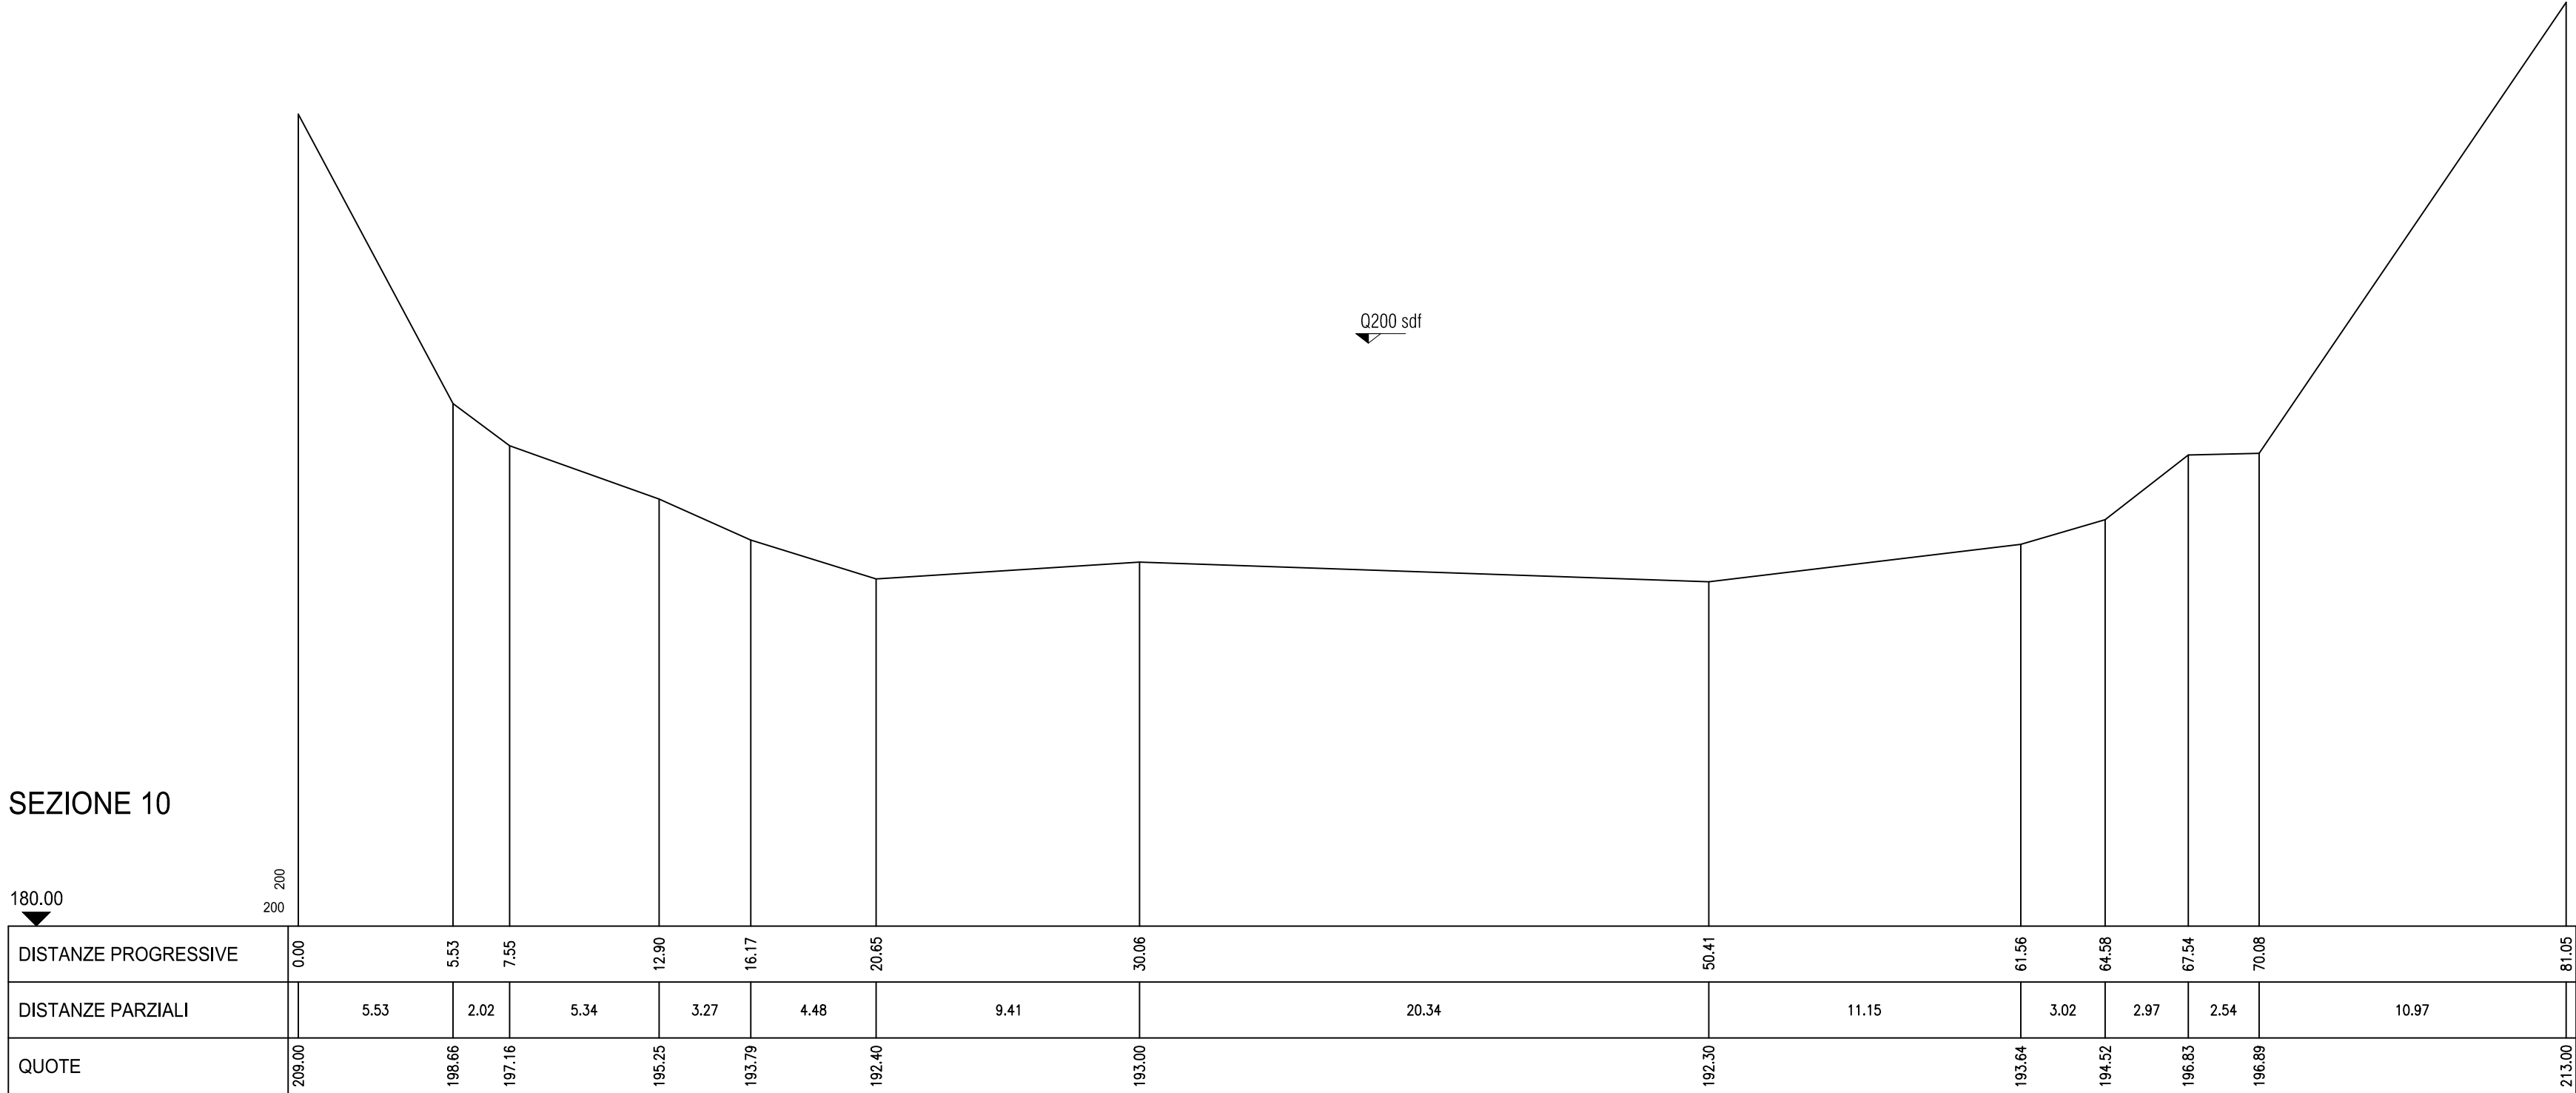 Q200 sdf
SEZIONE 10
200
200
180.00
DISTANZE PROGRESSIVE 0.00 5.53 7.55 12.90 16.17 20.65 30.06 50.41 61.56 64.58 67.54 70.08 81.05
DISTANZE PARZIALI 5.53 2.02 5.34 3.27 4.48 9.41 20.34 11.15 3.02 2.97 2.54 10.97
QUOTE 209.00 198.66 197.16 195.25 193.79 192.40 193.00 192.30 193.64 194.52 196.83 196.89 213.00